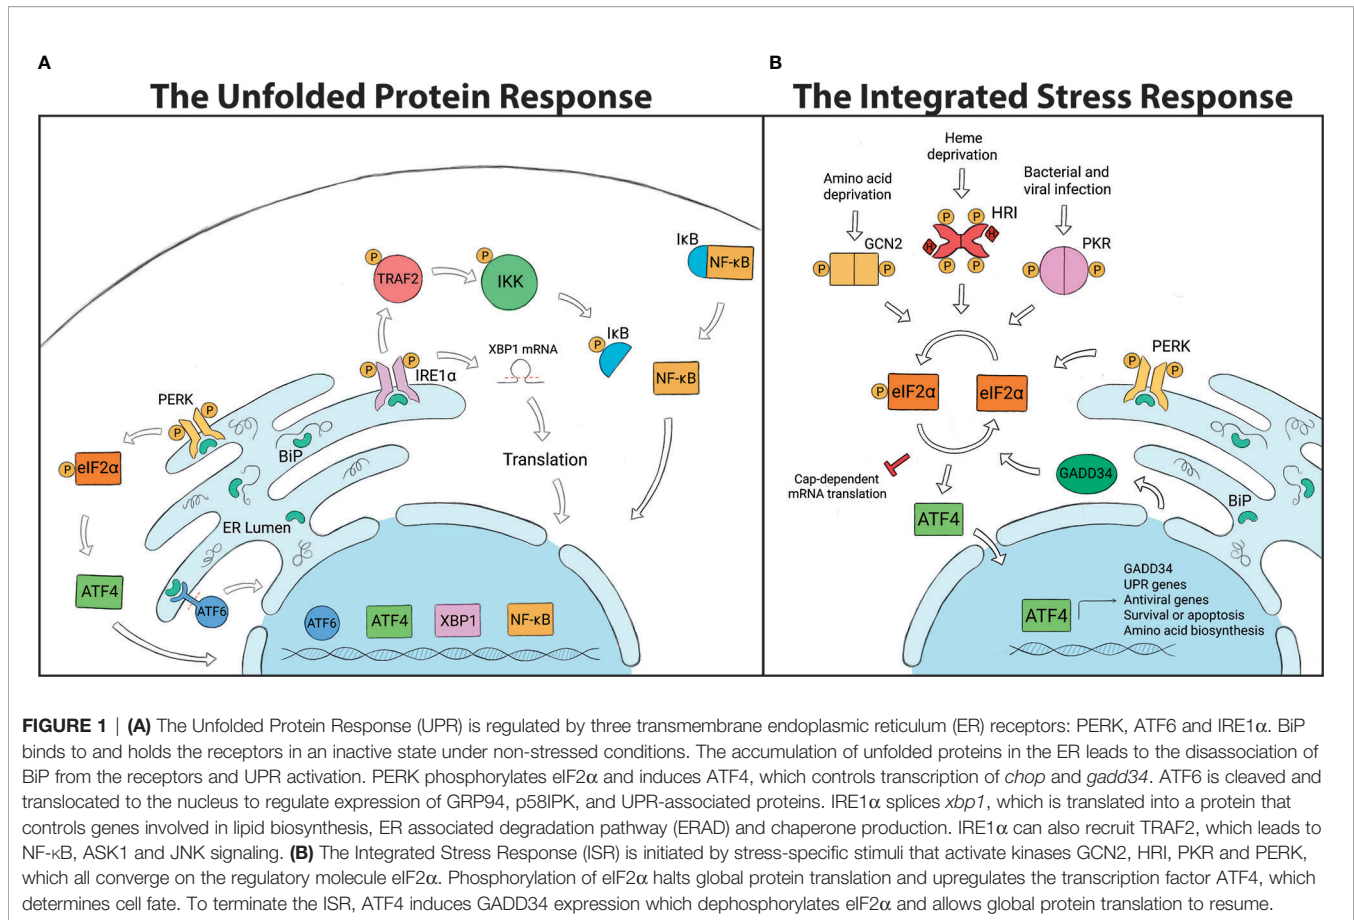 A
The Unfolded Protein Response
P
TRAF2
P
IKK
IκB
NF-κB
P
IκB
NF-κB
XBP1 mRNA
P
P
IRE1α
PERK
P
P
P
eIF2α
BiP
Translation
ER Lumen
ATF4
ATF6
ATF6
ATF4
XBP1
NF-κB
B
The Integrated Stress Response
Heme
deprivation
Amino acid
deprivation
Bacterial and
viral infection
P
P
HRI
H
H
P
P
GCN2
P
P
PKR
P
P
PERK
P
P
P
eIF2α
eIF2α
Cap-dependent
mRNA translation
GADD34
BiP
ATF4
ATF4
GADD34
UPR genes
Antiviral genes
Survival or apoptosis
Amino acid biosynthesis
FIGURE 1 | (A) The Unfolded Protein Response (UPR) is regulated by three transmembrane endoplasmic reticulum (ER) receptors: PERK, ATF6 and IRE1α. BiP
binds to and holds the receptors in an inactive state under non-stressed conditions. The accumulation of unfolded proteins in the ER leads to the disassociation of
BiP from the receptors and UPR activation. PERK phosphorylates eIF2α and induces ATF4, which controls transcription of chop and gadd34. ATF6 is cleaved and
translocated to the nucleus to regulate expression of GRP94, p58IPK, and UPR-associated proteins. IRE1α splices xbp1, which is translated into a protein that
controls genes involved in lipid biosynthesis, ER associated degradation pathway (ERAD) and chaperone production. IRE1α can also recruit TRAF2, which leads to
NF-κB, ASK1 and JNK signaling. (B) The Integrated Stress Response (ISR) is initiated by stress-specific stimuli that activate kinases GCN2, HRI, PKR and PERK,
which all converge on the regulatory molecule eIF2α. Phosphorylation of eIF2α halts global protein translation and upregulates the transcription factor ATF4, which
determines cell fate. To terminate the ISR, ATF4 induces GADD34 expression which dephosphorylates eIF2α and allows global protein translation to resume.